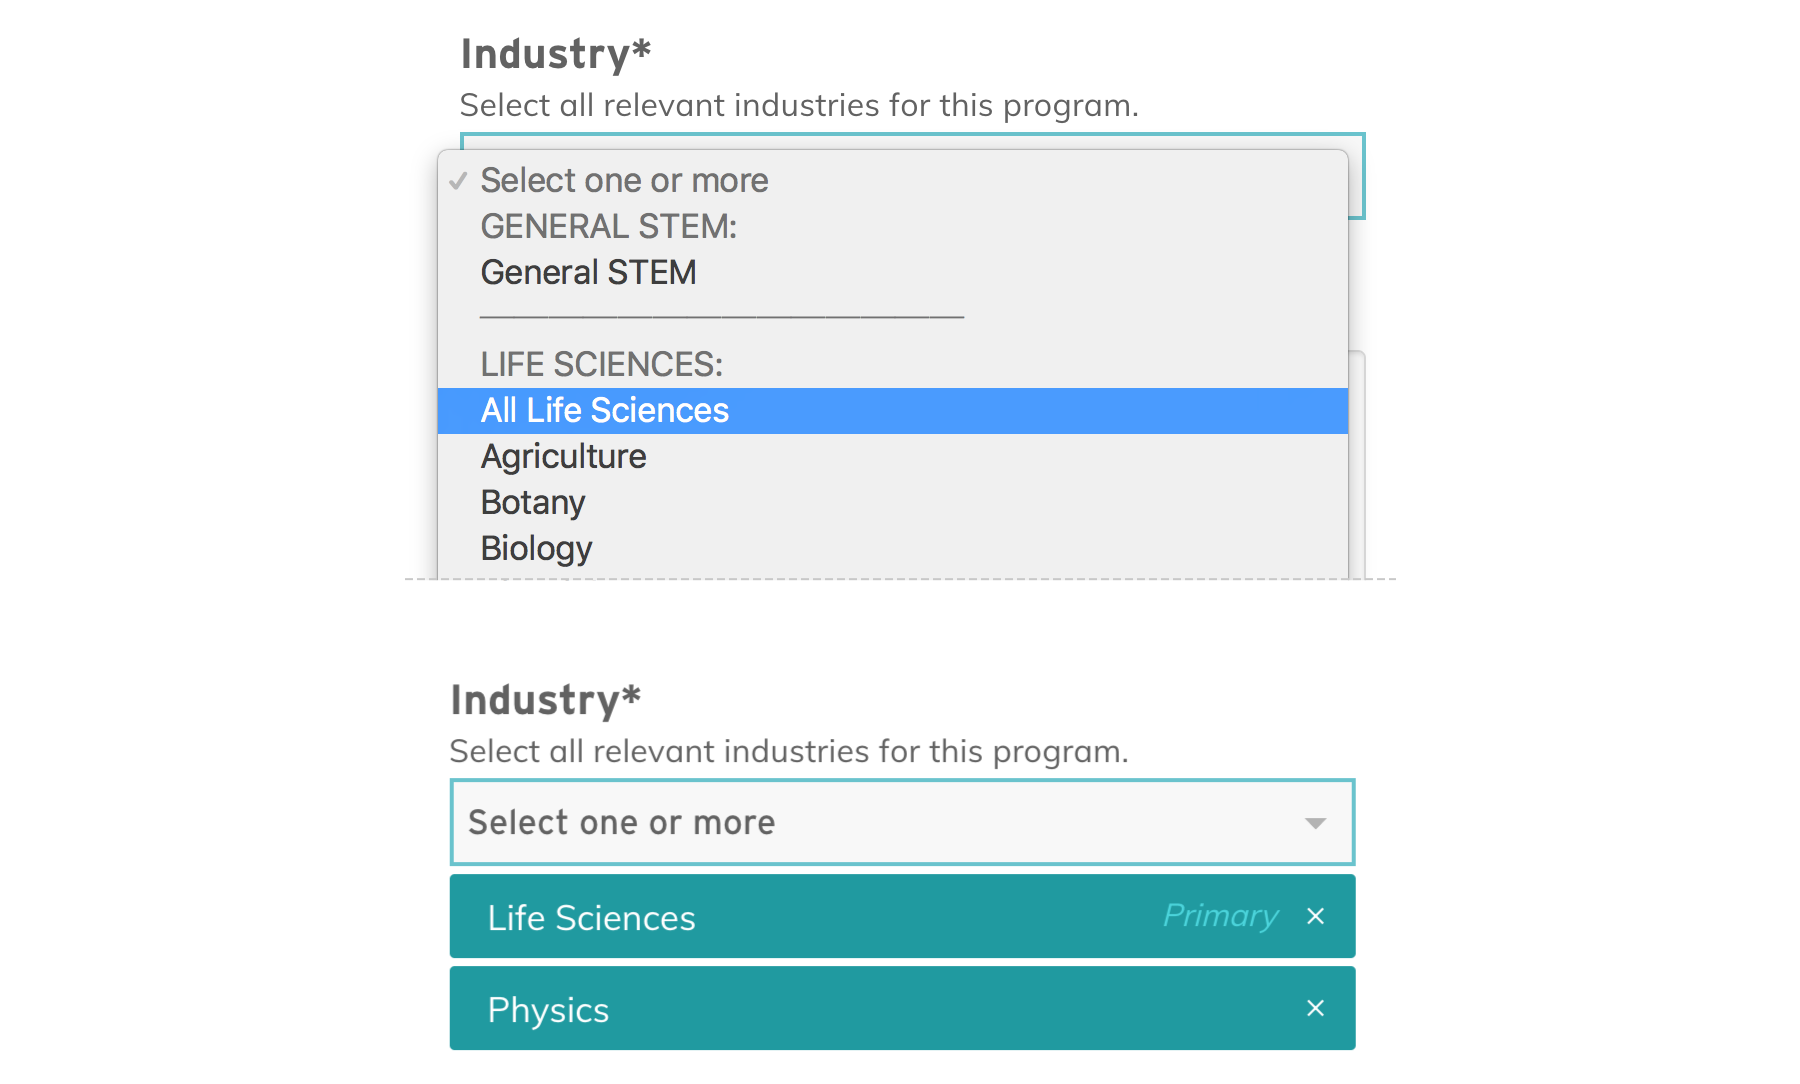 Industry*
Select all relevant industries for this program.
✓ Select one or more
GENERAL STEM:
General STEM
LIFE SCIENCES:
All Life Sciences
Agriculture
Botany
Biology
Industry*
Select all relevant industries for this program.
Select one or more
Life Sciences Primary ×
Physics ×